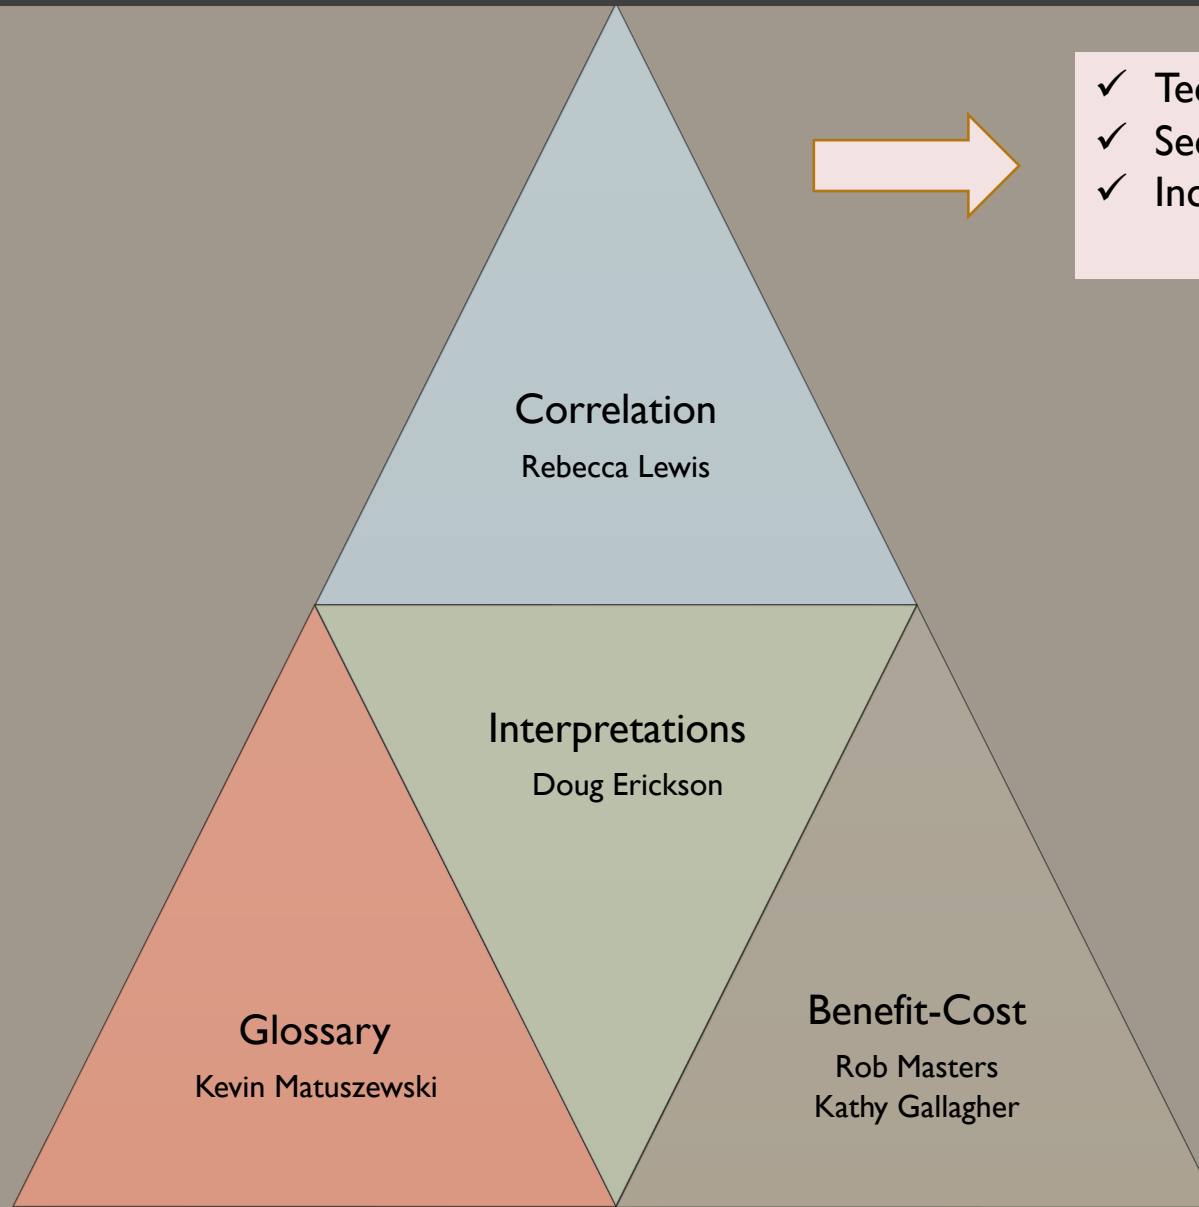 Correlation
Rebecca Lewis
Interpretations
Doug Erickson
Glossary
Kevin Matuszewski
Benefit-Cost
Rob Masters
Kathy Gallagher